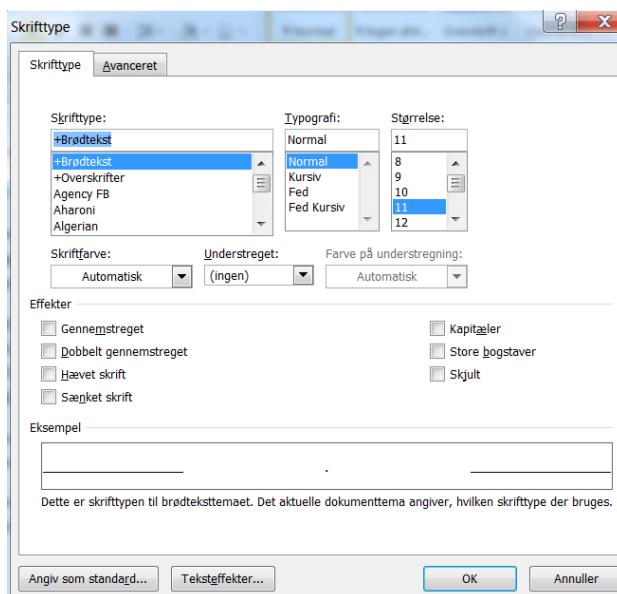 Skrifttype
Skrifttype Avanceret
Skrifttype: Typografi: Størrelse:
+Brødtekst Normal 11
+Brødtekst Normal 8
+Overskrifter Kursiv 9
Agency FB Fed 10
Aharoni Fed Kursiv 11
Algerian 12
Skriftfarve: Understreget: Farve på understregning:
Automatisk (ingen) Automatisk
Effekter
Gennemstreget Kapitæler
Dobbelt gennemstreget Store bogstaver
Hævet skrift Skjult
Sænket skrift
Eksempel
.
Dette er skrifttypen til brødteksttemaet. Det aktuelle dokumenttema angiver, hvilken skrifttype der bruges.
Angiv som standard... Teksteffekter... OK Annuller